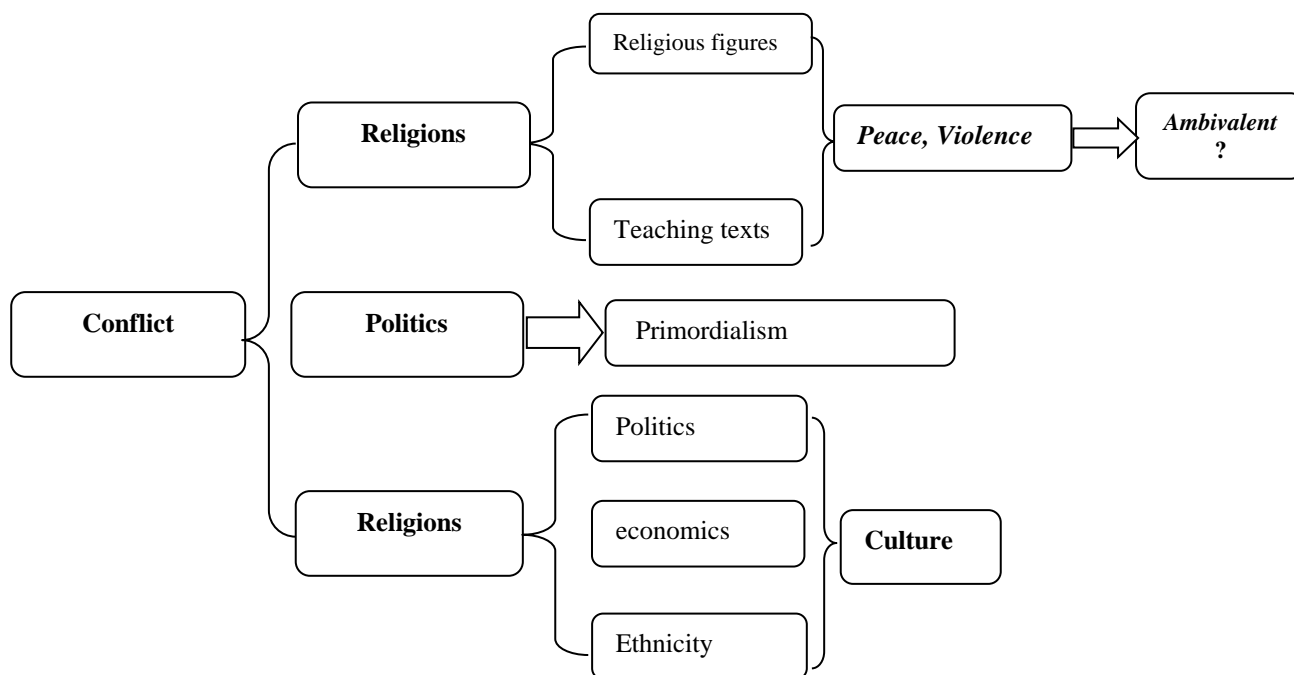 Religious figures
Religions
Peace, Violence
Ambivalent
?
Teaching texts
Conflict
Politics
Primordialism
Politics
Religions
economics
Culture
Ethnicity